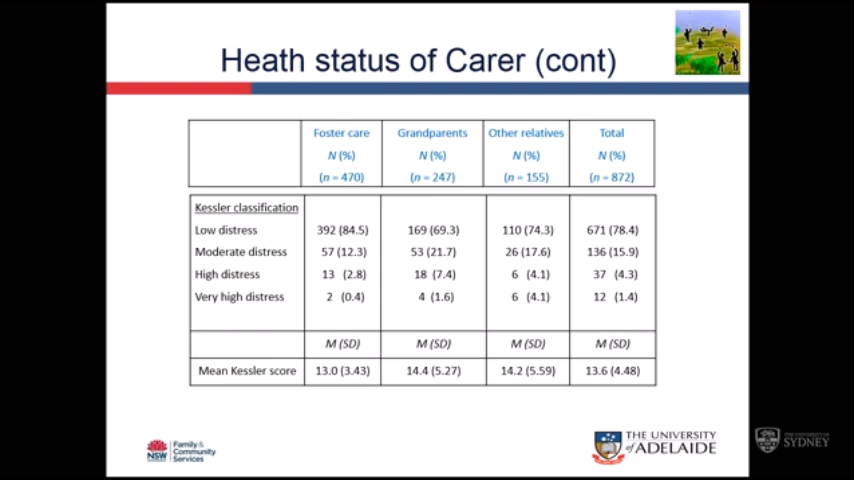 Heath status of Carer (cont)
Foster care Grandparents Other relatives Total
N (%) N (%) N (%) N (%)
(n = 470) (n = 247) (n = 155) (n = 872)
Kessler classification
Low distress 392 (84.5) 169 (69.3) 110 (74.3) 671 (78.4)
Moderate distress 57 (12.3) 53 (21.7) 26 (17.6) 136 (15.9)
High distress 13 (2.8) 18 (7.4) 6 (4.1) 37 (4.3)
Very high distress 2 (0.4) 4 (1.6) 6 (4.1) 12 (1.4)
M (SD) M (SD) M (SD) M (SD)
Mean Kessler score 13.0 (3.43) 14.4 (5.27) 14.2 (5.59) 13.6 (4.48)
NSW
Family &
Community
Services
THE UNIVERSITY
of ADELAIDE
THE UNIVERSITY OF
SYDNEY